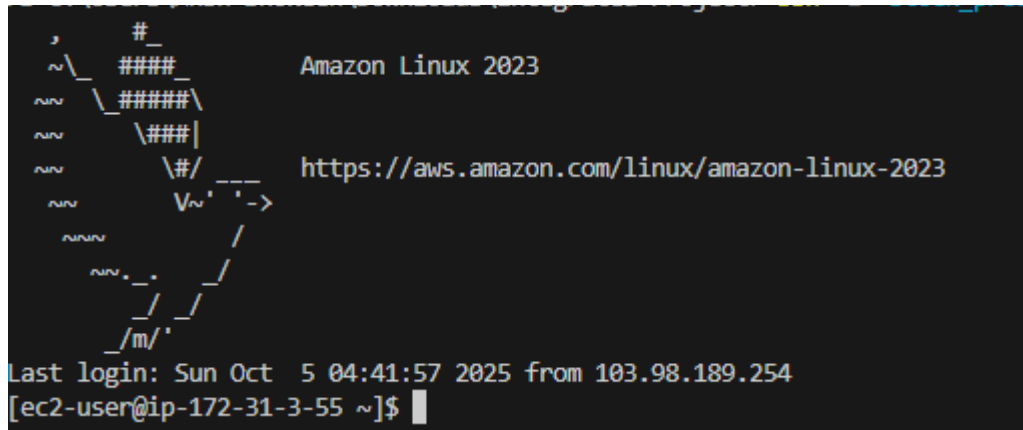 ,     #_
   ~\_  ####_        Amazon Linux 2023
  ~~  \_#####\
  ~~     \###|
  ~~       \#/ ___   https://aws.amazon.com/linux/amazon-linux-2023
   ~~       V~' '->
    ~~~         /
      ~~._.   _/
         _/ _/
       _/m/'
Last login: Sun Oct  5 04:41:57 2025 from 103.98.189.254
[ec2-user@ip-172-31-3-55 ~]$